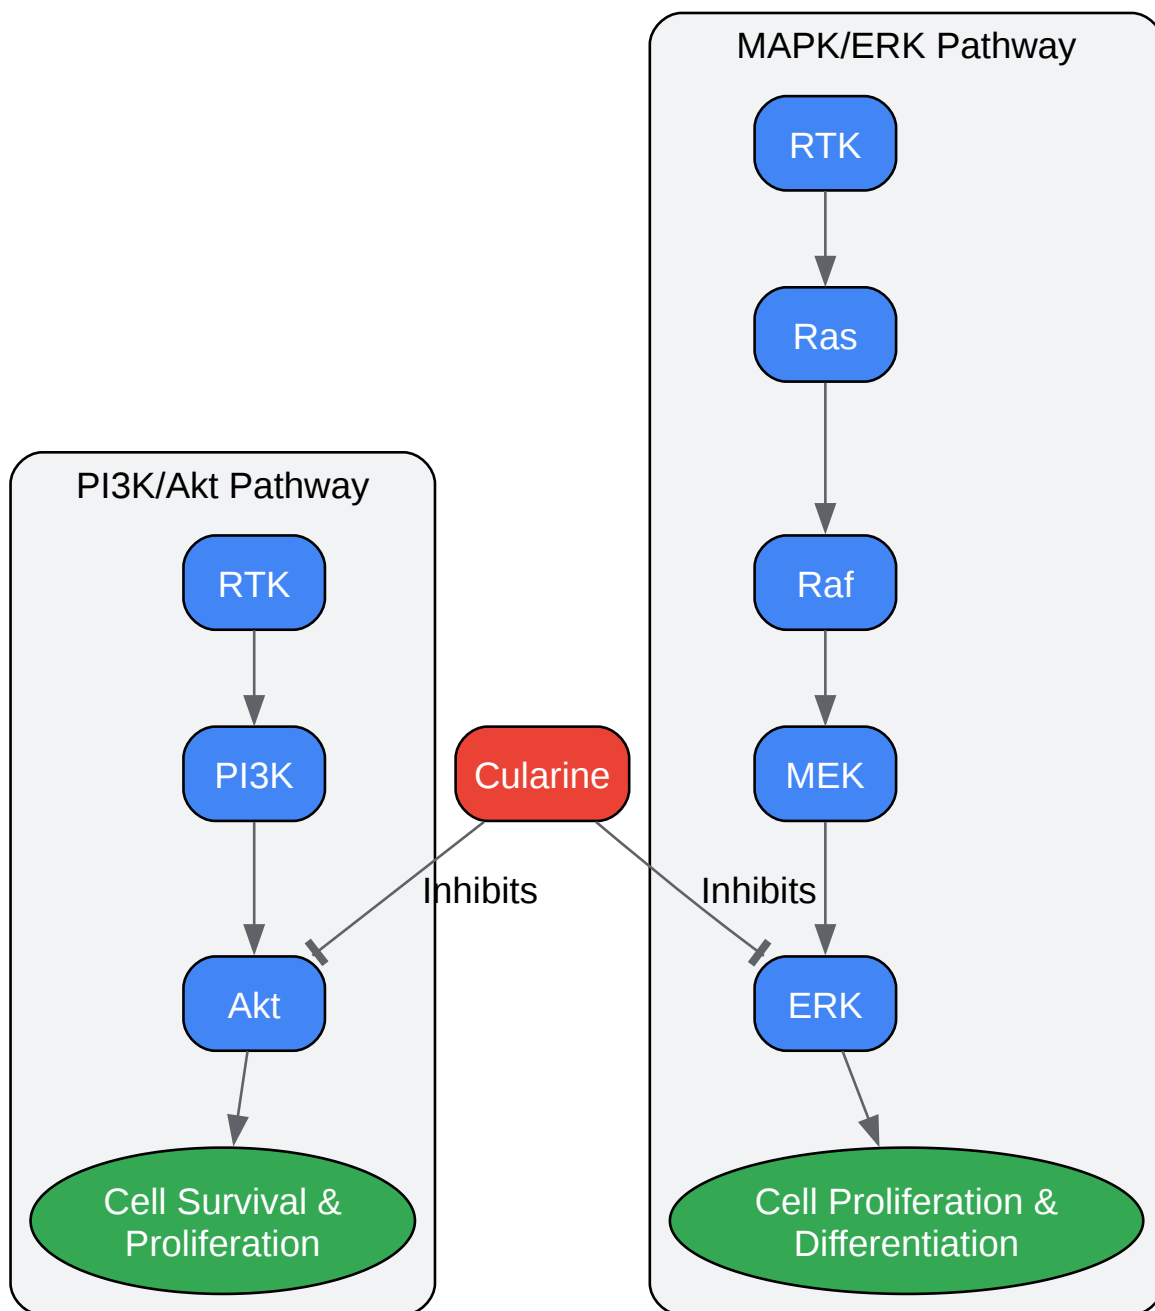 MAPK/ERK Pathway
RTK
Ras
PI3K/Akt Pathway
RTK
Raf
PI3K
Cularine
MEK
Inhibits
Inhibits
Akt
ERK
Cell Survival &
Proliferation
Cell Proliferation &
Differentiation